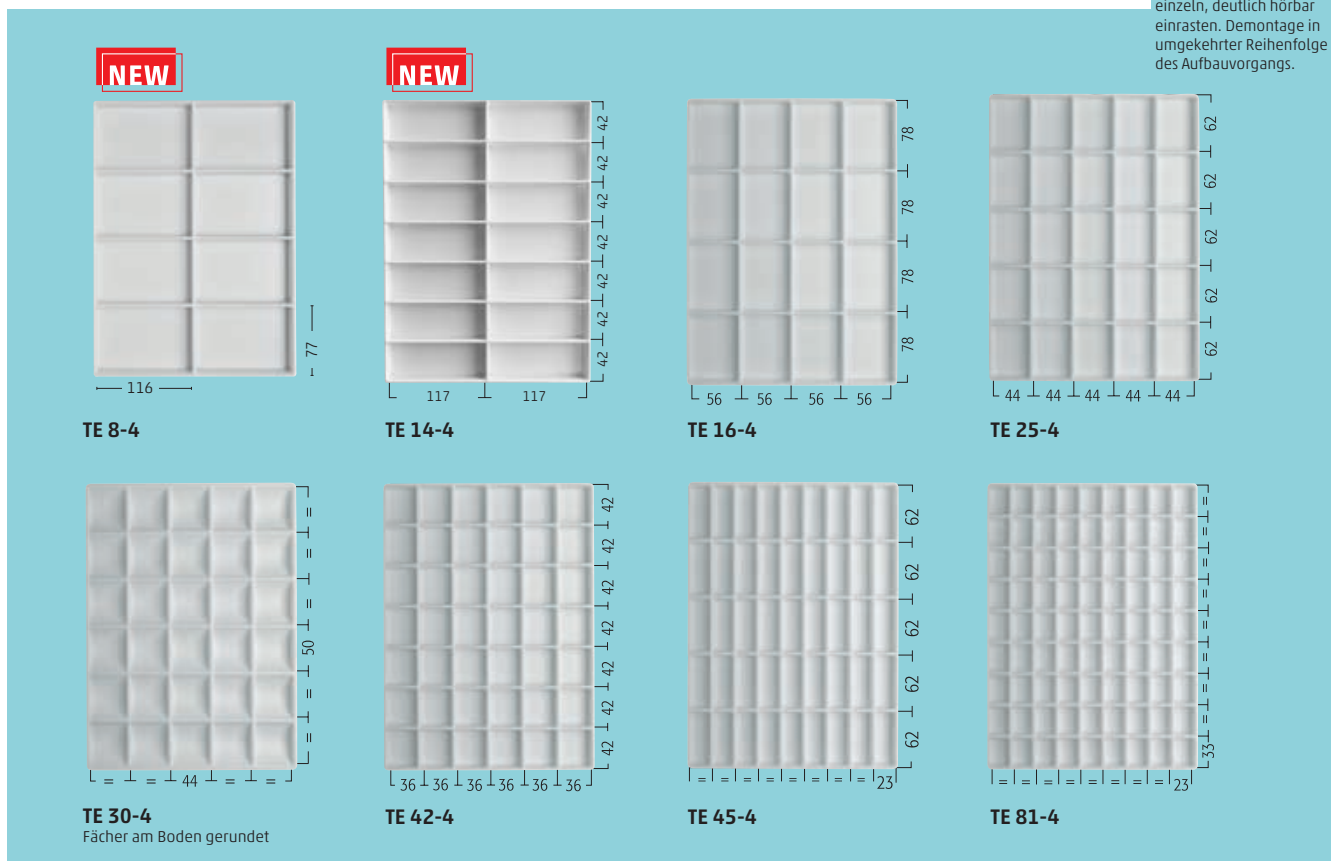 einzeln, deutlich hörbar
einrasten. Demontage in
umgekehrter Reihenfolge
des Aufbauvorgangs.
NEW
NEW
77
116
TE 8-4
42
42
42
42
42
42
42
117 117
TE 14-4
78
78
78
78
56 56 56 56
TE 16-4
62
62
62
62
62
44 44 44 44 44
TE 25-4
=
=
=
50
=
=
= = 44 = =
TE 30-4
Fächer am Boden gerundet
42
42
42
42
42
42
42
36 36 36 36 36 36
TE 42-4
62
62
62
62
62
= = = = = = = = 23
TE 45-4
=
=
=
=
=
=
=
=
33
= = = = = = = = 23
TE 81-4